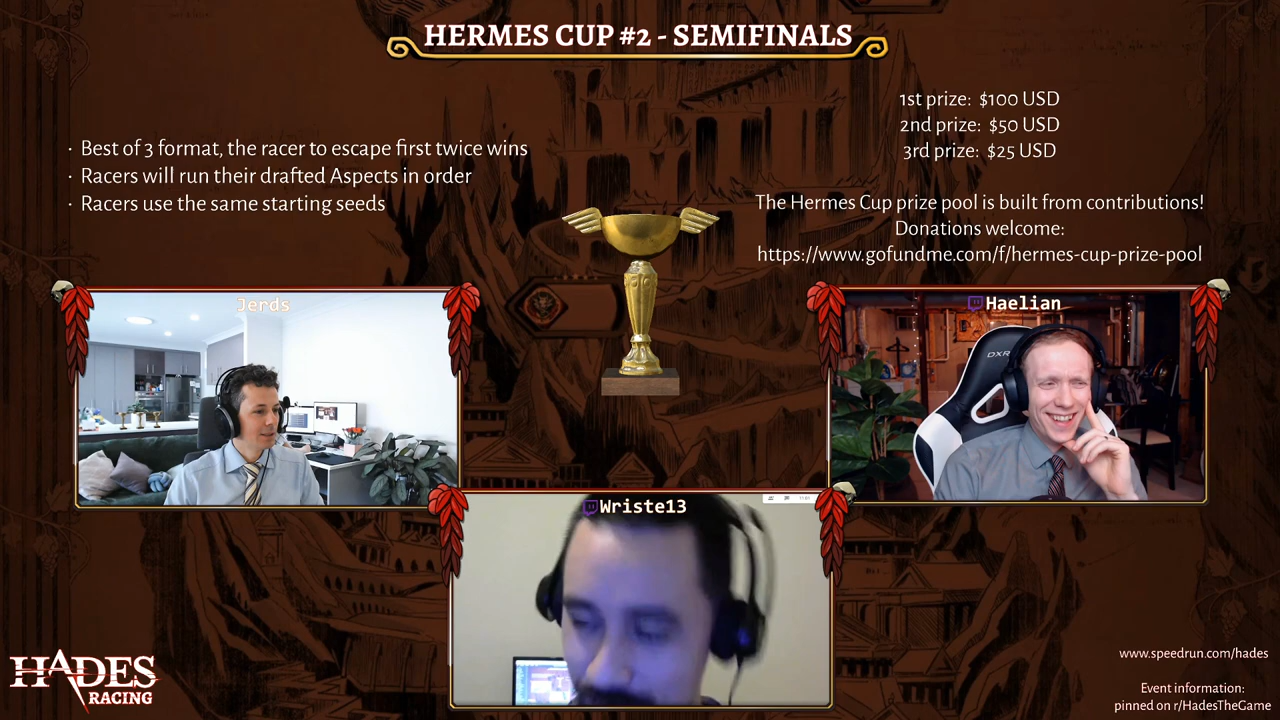 HERMES CUP #2 - SEMIFINALS
· Best of 3 format, the racer to escape first twice wins
· Racers will run their drafted Aspects in order
· Racers use the same starting seeds
1st prize: $100 USD
2nd prize: $50 USD
3rd prize: $25 USD
The Hermes Cup prize pool is built from contributions!
Donations welcome:
https://www.gofundme.com/f/hermes-cup-prize-pool
Jerds
Haelian
DXR
Wriste13
HADES
RACING
www.speedrun.com/hades
Event information:
pinned on r/HadesTheGame